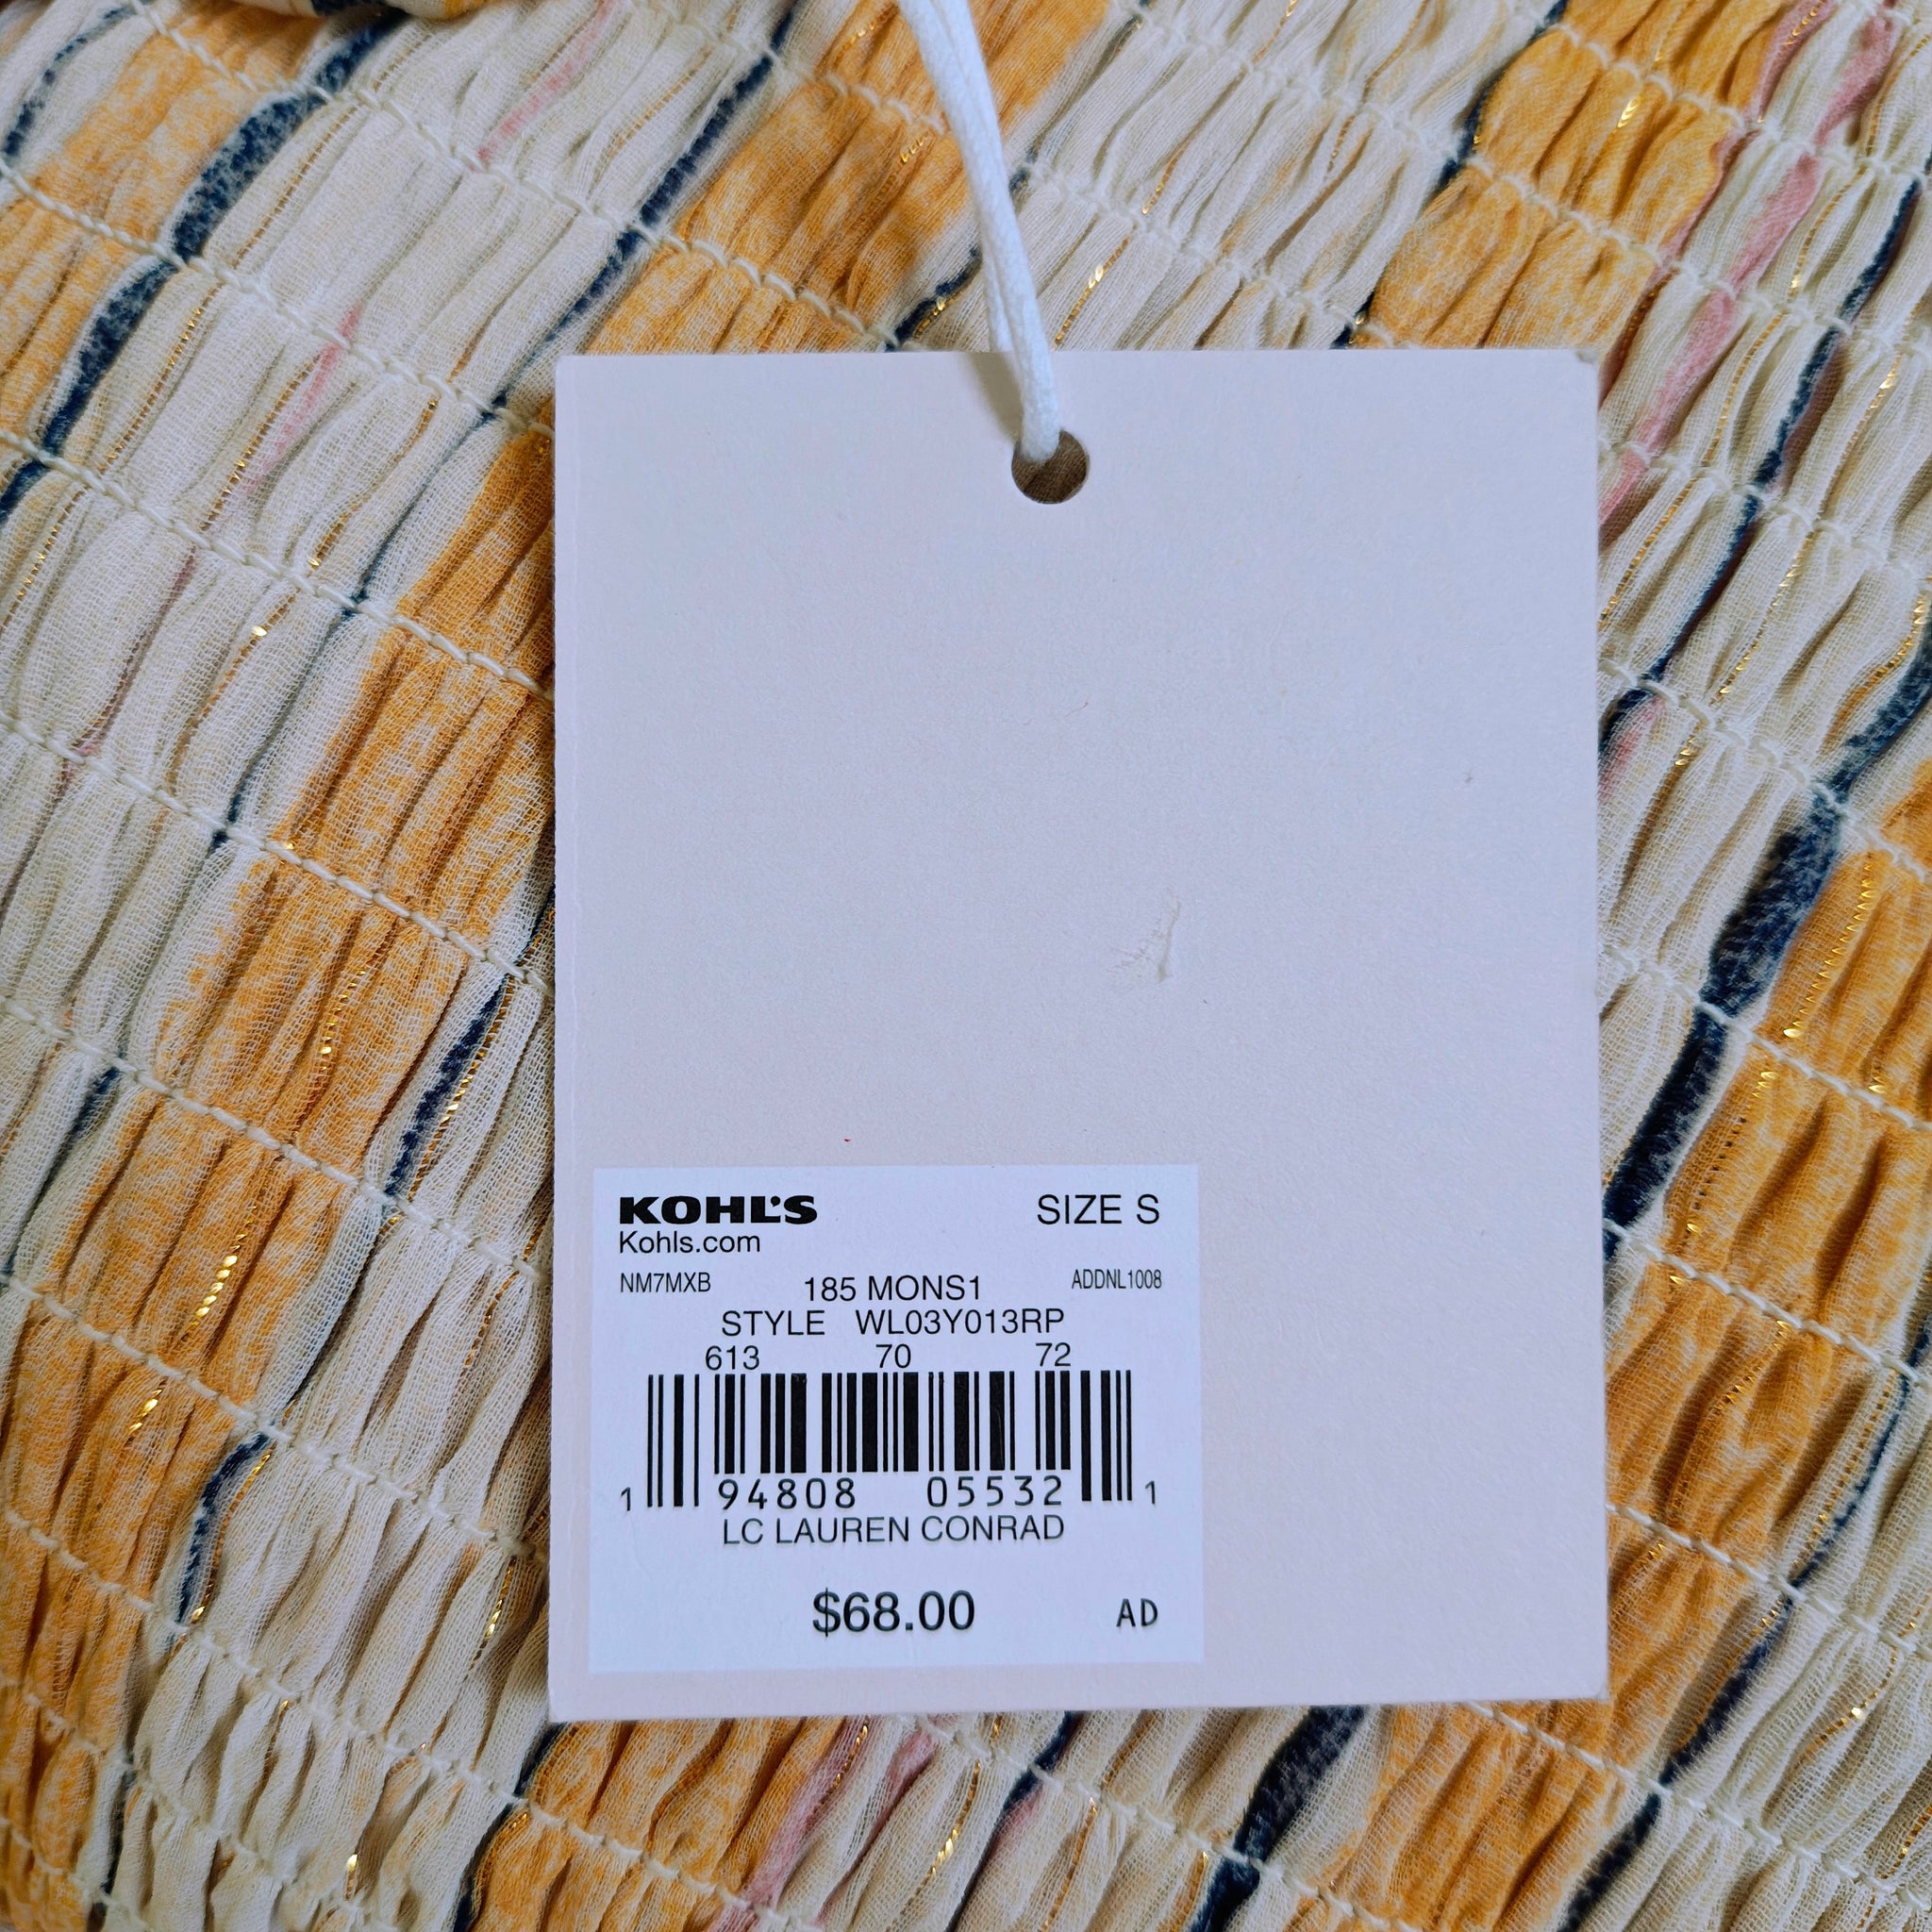 KOHL'S SIZE S
Kohls.com
NM7MXB 185 MONS1 ADDNL1008
STYLE WL03Y013RP
613 70 72
1 94808 05532 1
LC LAUREN CONRAD
$68.00 AD